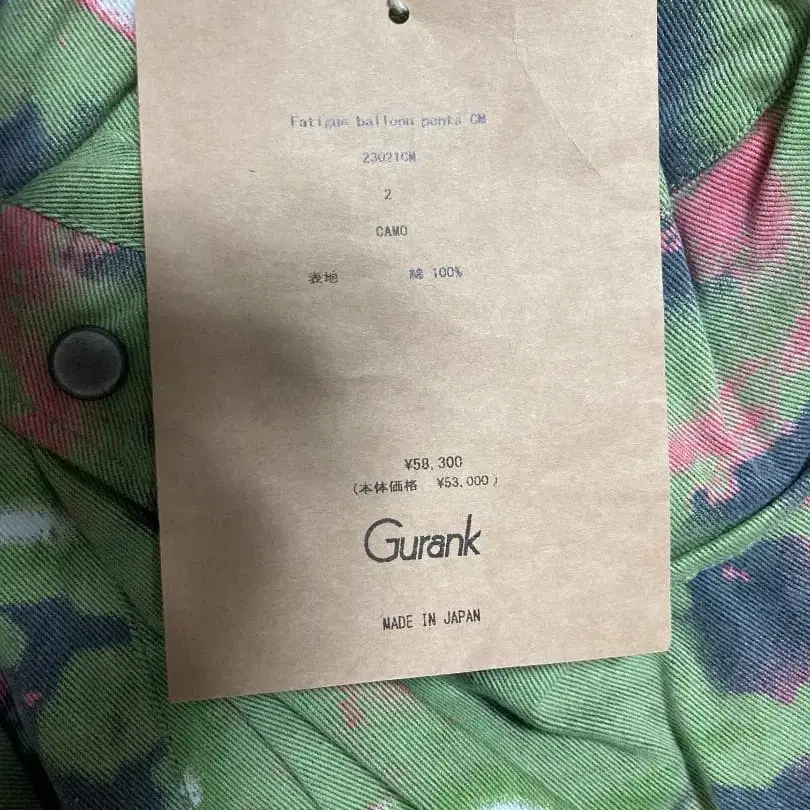 Fatigue balloon pants CM
23021CM
2
CAMO
表地 綿 100%
¥58,300
(本体価格 ¥53,000)
Gurank
MADE IN JAPAN